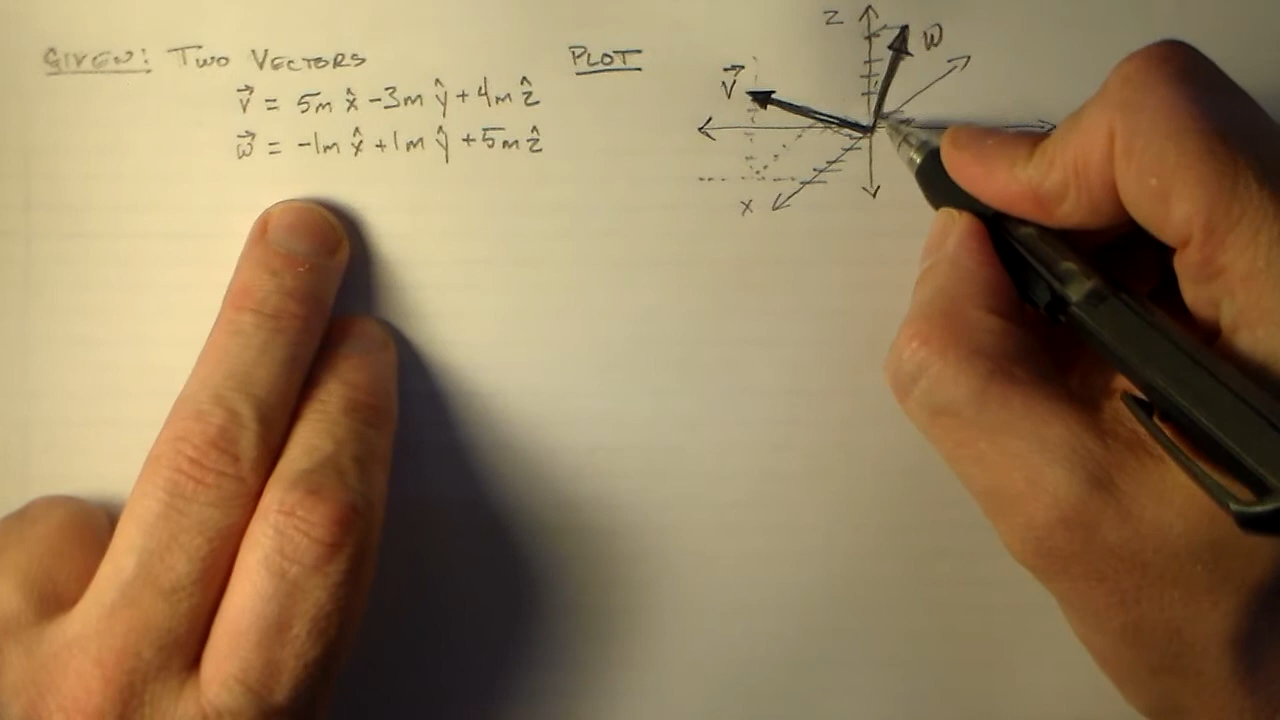 GIVEN: TWO VECTORS
v⃗ = 5m x̂ -3m ŷ + 4m ẑ
w⃗ = -1m x̂ + 1m ŷ + 5m ẑ
PLOT
z
w⃗
v⃗
x